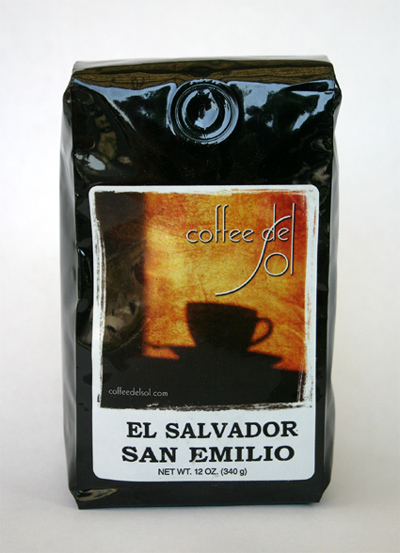 coffee del
Sol
coffeedelsol.com
EL SALVADOR
SAN EMILIO
NET WT. 12 OZ. (340 g)